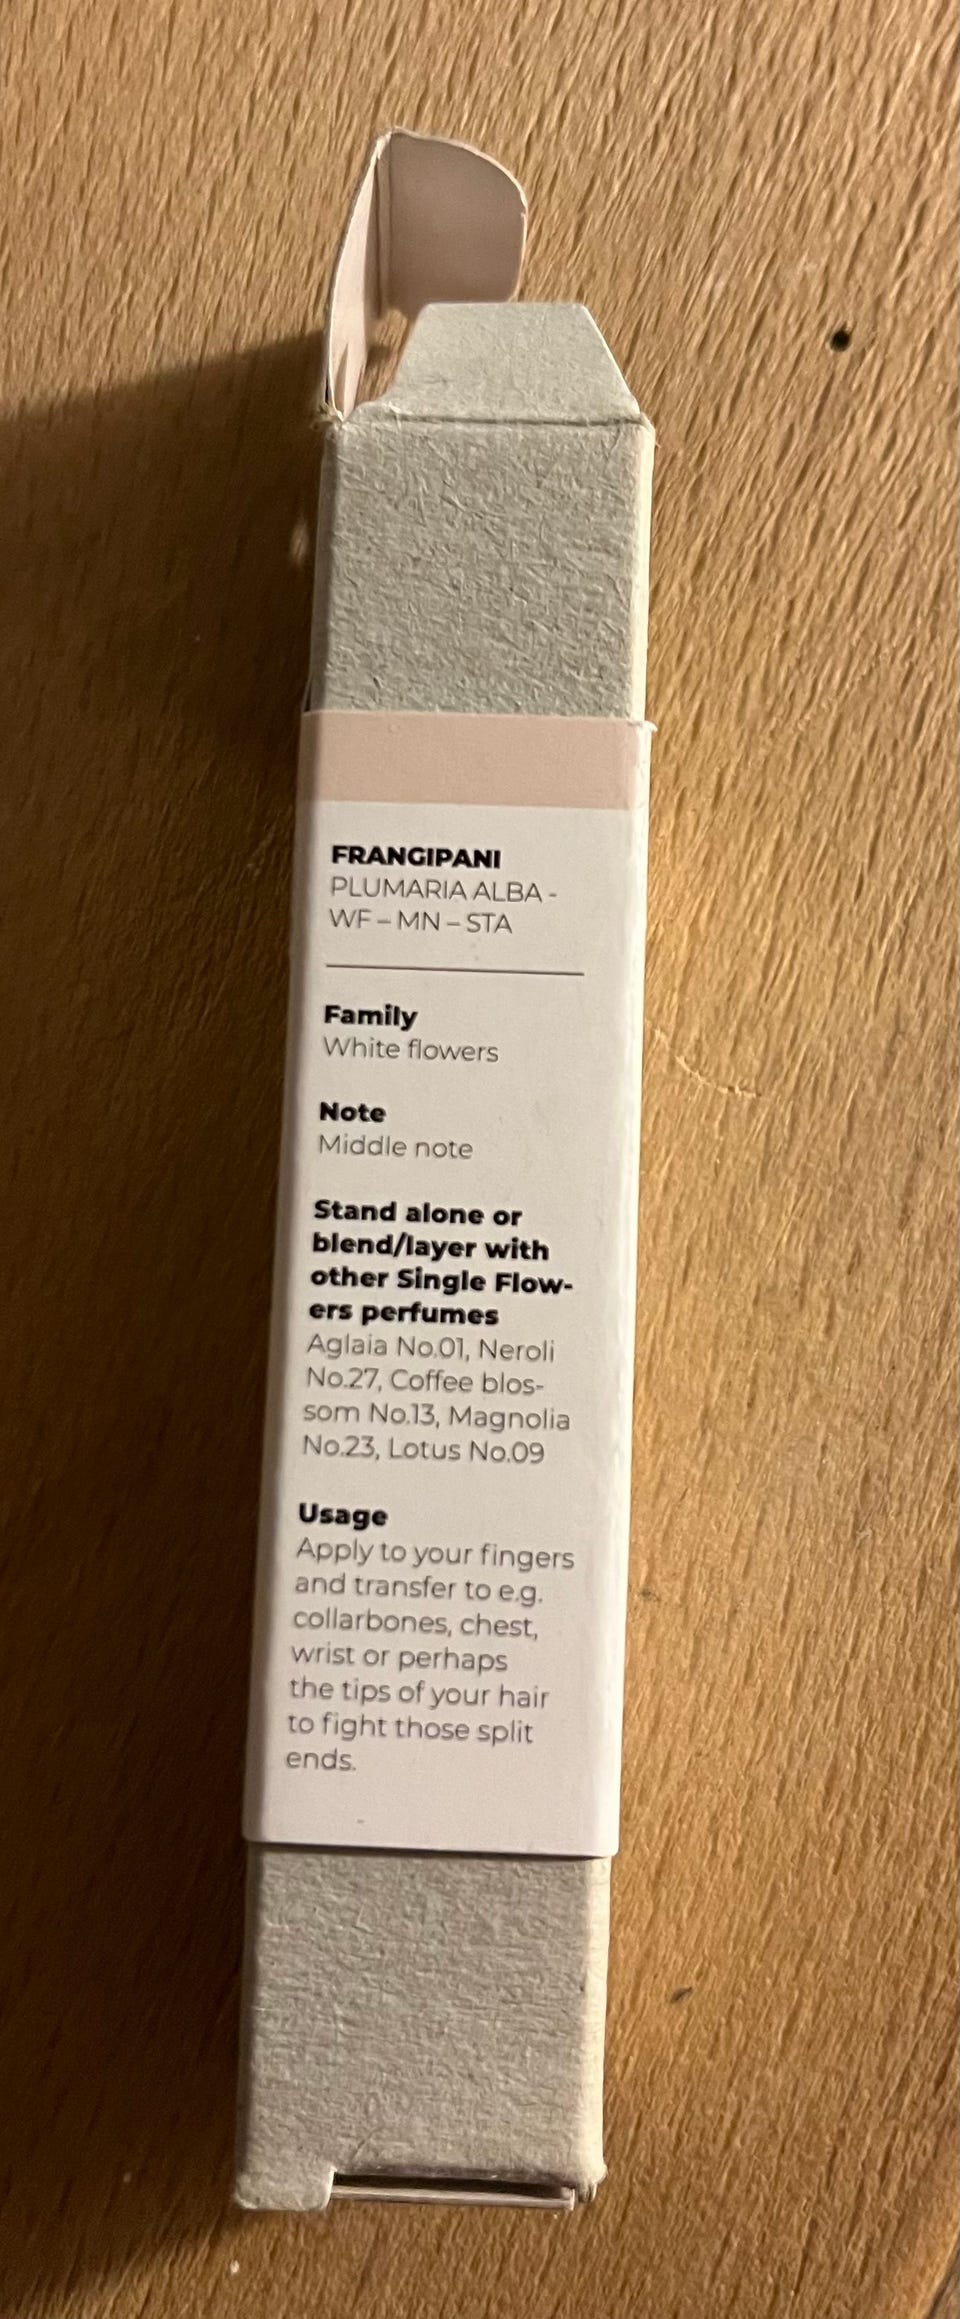 FRANGIPANI
PLUMARIA ALBA -
WF – MN – STA
Family
White flowers
Note
Middle note
Stand alone or
blend/layer with
other Single Flow-
ers perfumes
Aglaia No.01, Neroli
No.27, Coffee blos-
som No.13, Magnolia
No.23, Lotus No.09
Usage
Apply to your fingers
and transfer to e.g.
collarbones, chest,
wrist or perhaps
the tips of your hair
to fight those split
ends.